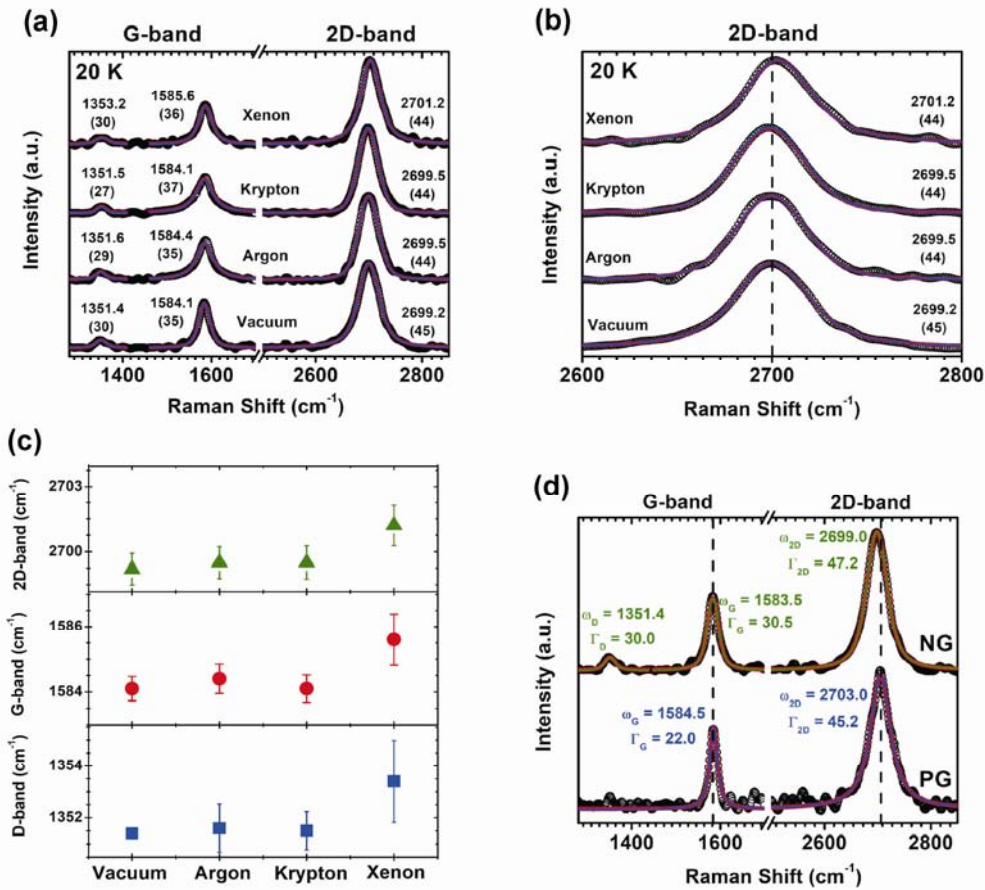 (a)
G-band 2D-band
20 K
1353.2
(30)
1585.6
(36)
Xenon
2701.2
(44)
1351.5
(27)
1584.1
(37)
Krypton
2699.5
(44)
1351.6
(29)
1584.4
(35)
Argon
2699.5
(44)
1351.4
(30)
1584.1
(35)
Vacuum
2699.2
(45)
Intensity (a.u.)
1400 1600 2600 2800
Raman Shift (cm-1)
(b)
2D-band
20 K
Xenon
2701.2
(44)
Krypton
2699.5
(44)
Argon
2699.5
(44)
Vacuum
2699.2
(45)
Intensity (a.u.)
2600 2700 2800
Raman Shift (cm-1)
(c)
2D-band (cm-1)
2703
2700
G-band (cm-1)
1586
1584
D-band (cm-1)
1354
1352
Vacuum Argon Krypton Xenon
(d)
G-band 2D-band
ωD = 1351.4
ΓD = 30.0
ωG = 1583.5
ΓG = 30.5
ω2D = 2699.0
Γ2D = 47.2
NG
ωG = 1584.5
ΓG = 22.0
ω2D = 2703.0
Γ2D = 45.2
PG
Intensity (a.u.)
1400 1600 2600 2800
Raman Shift (cm-1)